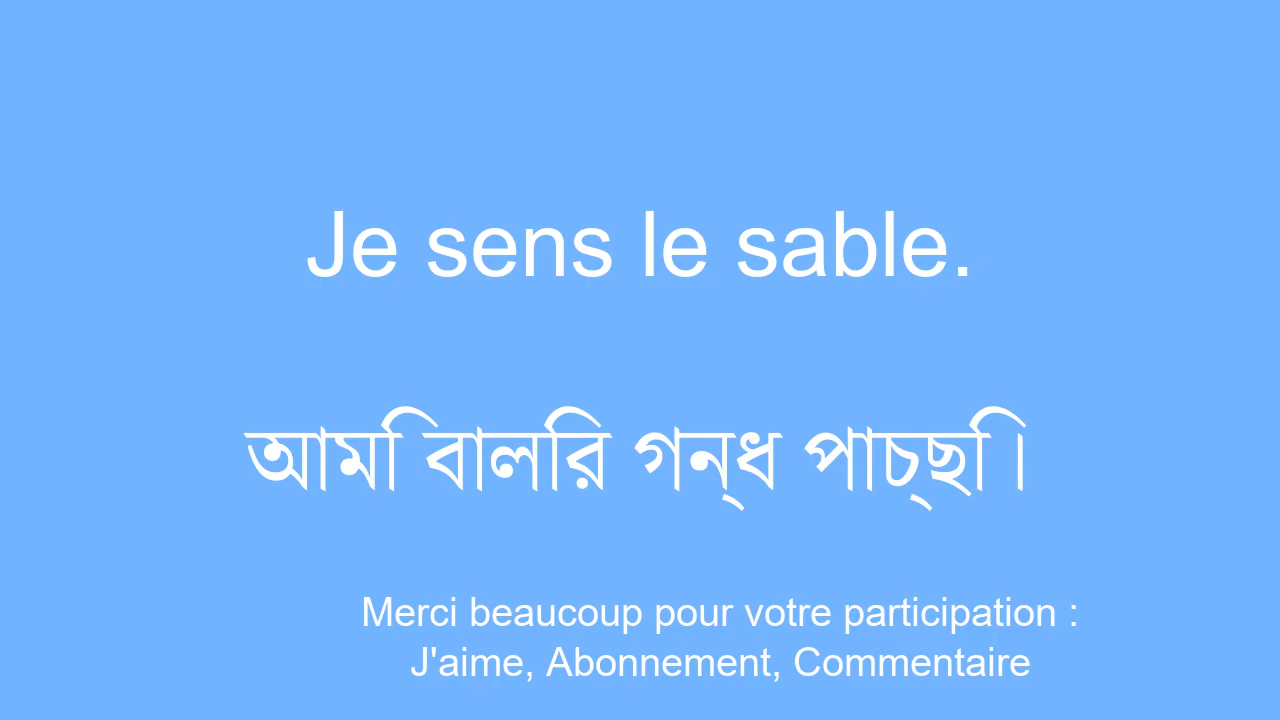 Je sens le sable.
আমি বালির গন্ধ পাচ্ছি।
Merci beaucoup pour votre participation :
J'aime, Abonnement, Commentaire